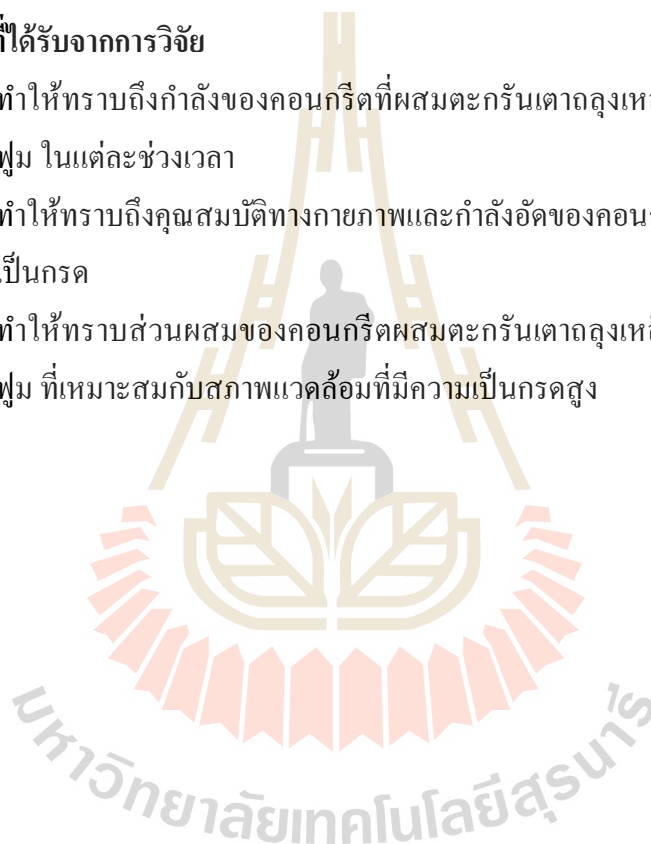 ที่ได้รับจากการวิจัย
ทำให้ทราบถึงกำลังของคอนกรีตที่ผสมตะกรันเตาถลุงเหล
ฟูม ในแต่ละช่วงเวลา
ทำให้ทราบถึงคุณสมบัติทางกายภาพและกำลังอัดของคอน
เป็นกรด
ทำให้ทราบส่วนผสมของคอนกรีตผสมตะกรันเตาถลุงเหล
ฟูม ที่เหมาะสมกับสภาพแวดล้อมที่มีความเป็นกรดสูง
มหาวิทยาลัยเทคโนโลยีสุรนารี